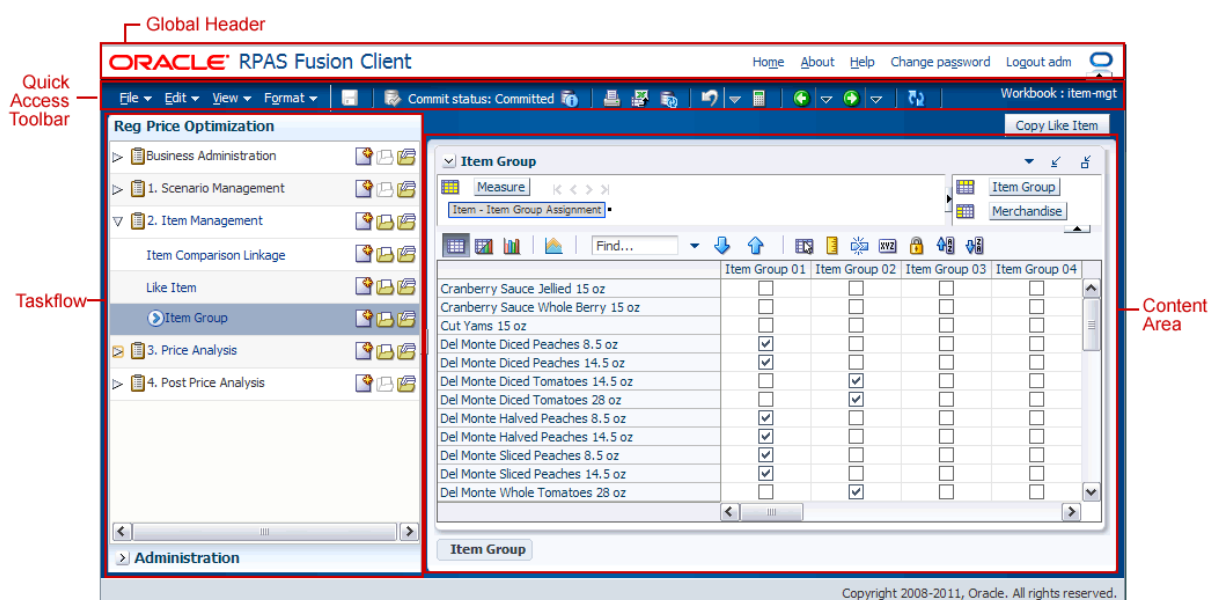 Global Header
ORACLE® RPAS Fusion Client
Home About Help Change password Logout adm
Quick
Access
Toolbar
File Edit View Format
Commit status: Committed
Workbook : item-mgt
Reg Price Optimization
Copy Like Item
Business Administration
1. Scenario Management
2. Item Management
Item Comparison Linkage
Like Item
Item Group
3. Price Analysis
4. Post Price Analysis
Administration
Taskflow
Item Group
Measure
Item - Item Group Assignment
Item Group
Merchandise
Find...
XYZ
Item Group 01 Item Group 02 Item Group 03 Item Group 04
Cranberry Sauce Jellied 15 oz
Cranberry Sauce Whole Berry 15 oz
Cut Yams 15 oz
Del Monte Diced Peaches 8.5 oz
Del Monte Diced Peaches 14.5 oz
Del Monte Diced Tomatoes 14.5 oz
Del Monte Diced Tomatoes 28 oz
Del Monte Halved Peaches 8.5 oz
Del Monte Halved Peaches 14.5 oz
Del Monte Sliced Peaches 8.5 oz
Del Monte Sliced Peaches 14.5 oz
Del Monte Whole Tomatoes 28 oz
Item Group
Content
Area
Copyright 2008-2011, Oracle. All rights reserved.